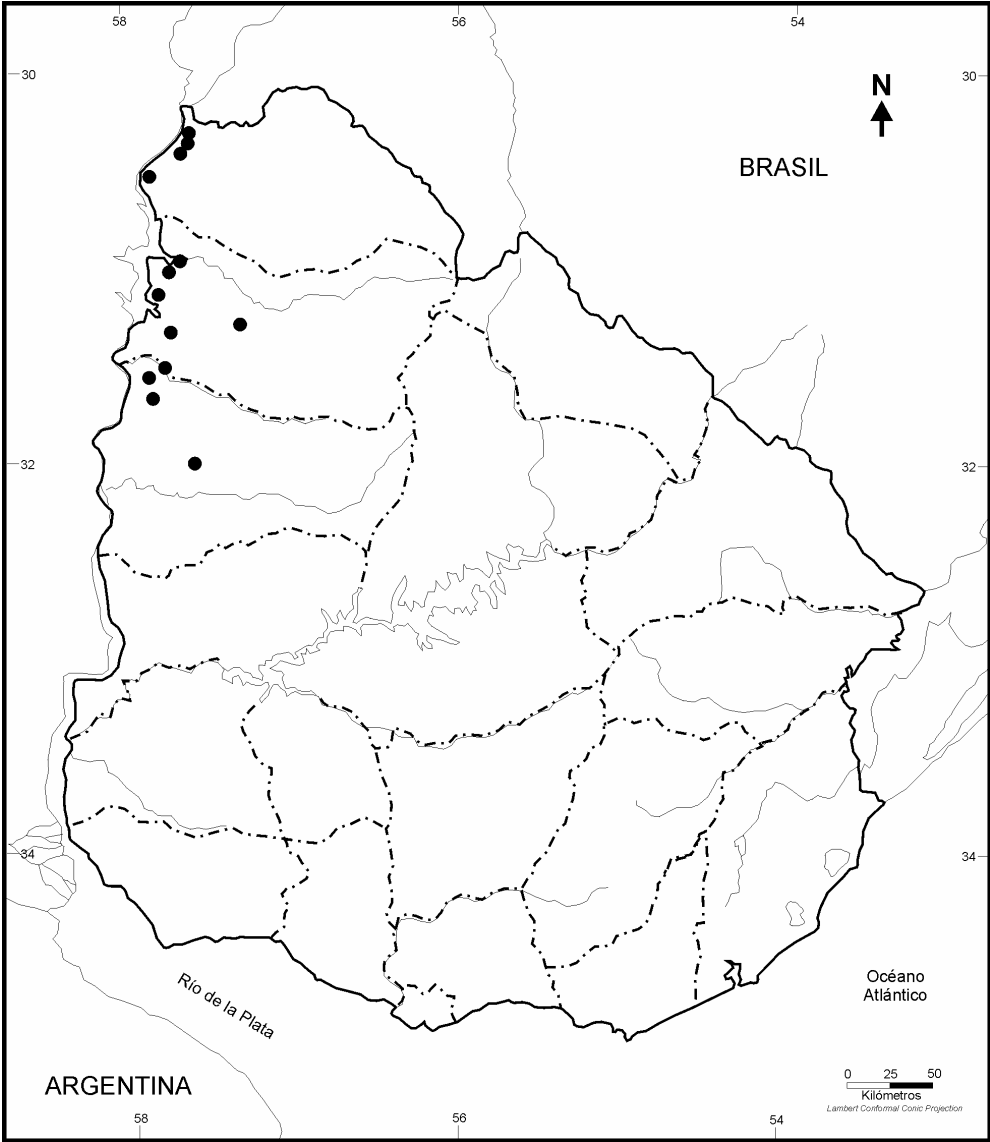 58 56 54
30 30
N
BRASIL
32 32
34 34
Río de la Plata
Océano
Atlántico
ARGENTINA
0 25 50
Kilómetros
Lambert Conformal Conic Projection
58 56 54